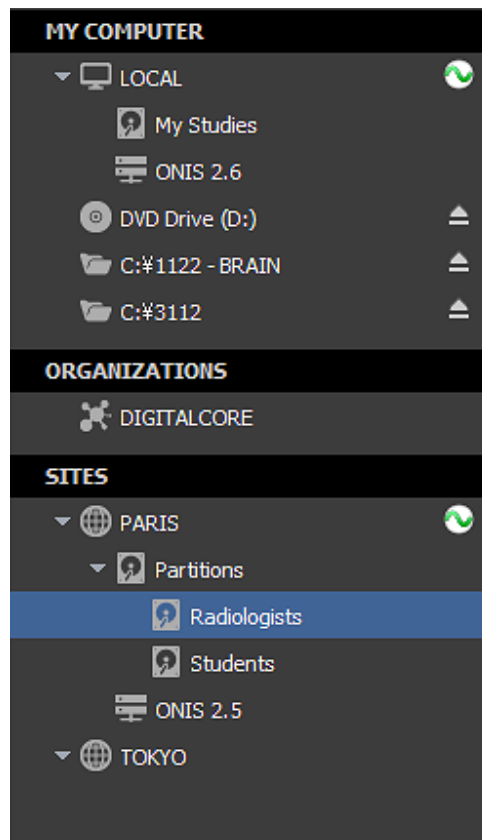 MY COMPUTER
LOCAL
My Studies
ONIS 2.6
DVD Drive (D:)
C:¥1122 - BRAIN
C:¥3112
ORGANIZATIONS
DIGITALCORE
SITES
PARIS
Partitions
Radiologists
Students
ONIS 2.5
TOKYO